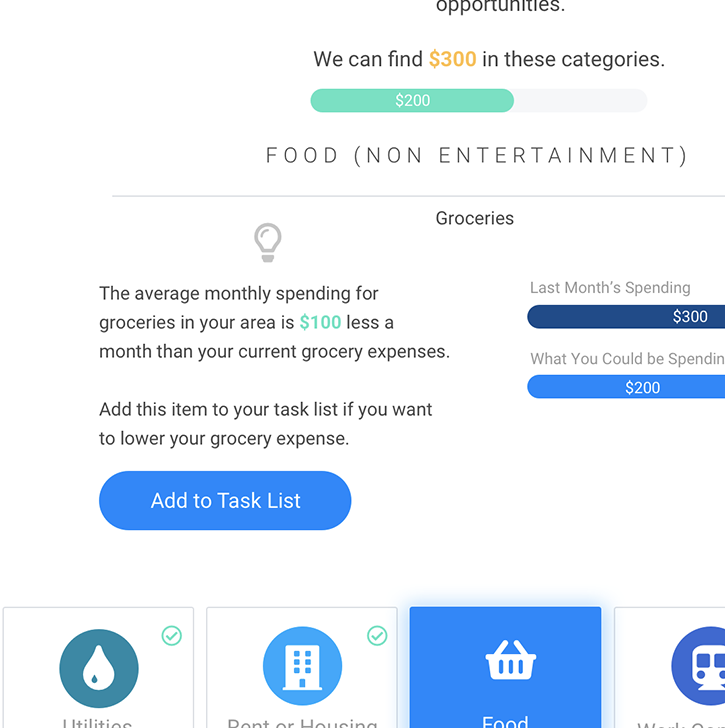 opportunities.
We can find $300 in these categories.
$200
FOOD (NON ENTERTAINMENT)
Groceries
The average monthly spending for
groceries in your area is $100 less a
month than your current grocery expenses.
Add this item to your task list if you want
to lower your grocery expense.
Add to Task List
Last Month's Spending
$300
What You Could be Spendin
$200
Utilities
Rent or Housing
Food